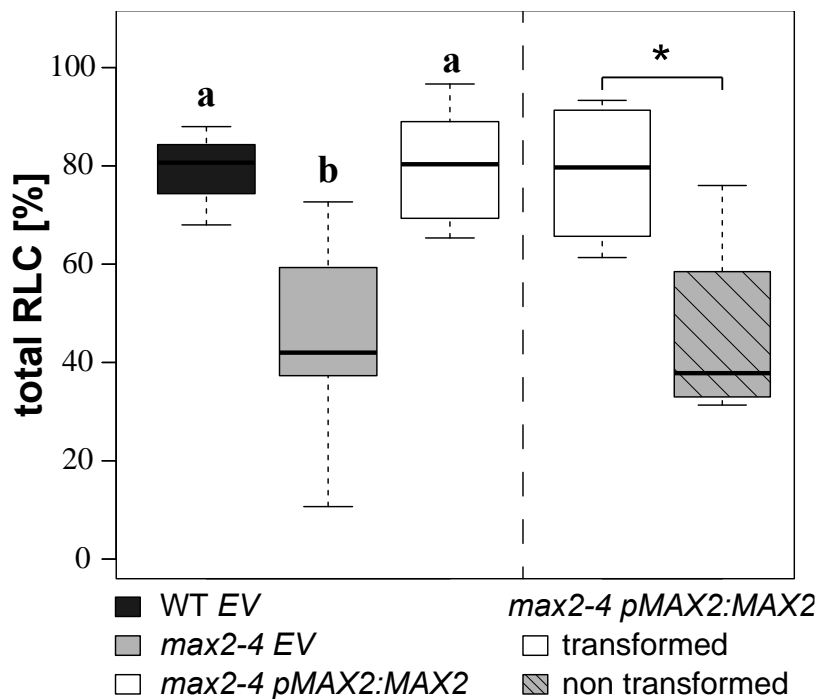 total RLC [%]
100
80
60
40
20
0
a
b
a
*
WT EV
max2-4 EV
max2-4 pMAX2:MAX2
max2-4 pMAX2:MAX2
transformed
non transformed